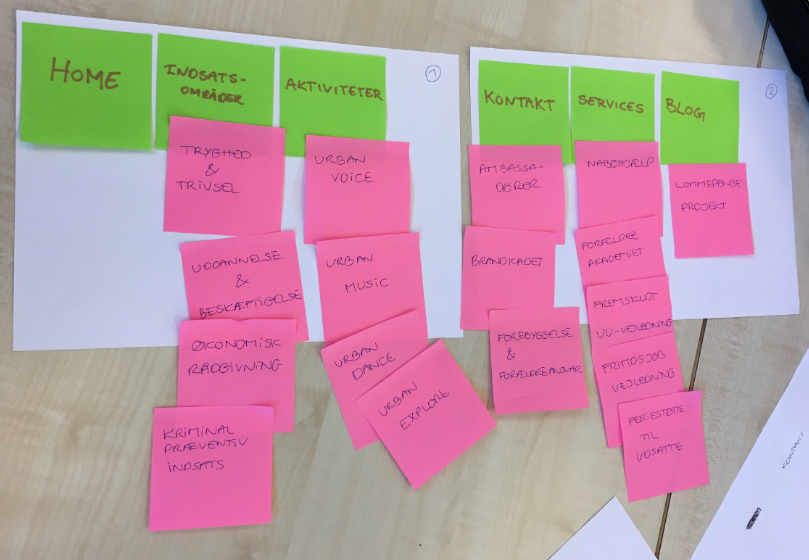 HOME
INDSATS-
OMRÅDER
AKTIVITETER
1
TRYGHED
&
TRIVSEL
UDDANNELSE
&
BESKÆFTIGELSE
ØKONOMISK
RÅDGIVNING
KRIMINAL
PRÆVENTIV
INDSATS
URBAN
VOICE
URBAN
MUSIC
URBAN
DANCE
URBAN
EXPLORE
KONTAKT
SERVICES
BLOG
2
AMBASSA-
DØRER
BRANDKADET
FOREBYGGELSE
&
FORÆLDREANSVAR
NABOHJÆLP
FORÆLDRE
AKADEMIET
FREMSKUDT
UU-VEJLEDNING
FRITIDSJOB
VEJLEDNING
FERIESTØTTE
TIL
UDSATTE
LOMMEPENGE
PROJEKT
KONTAKT